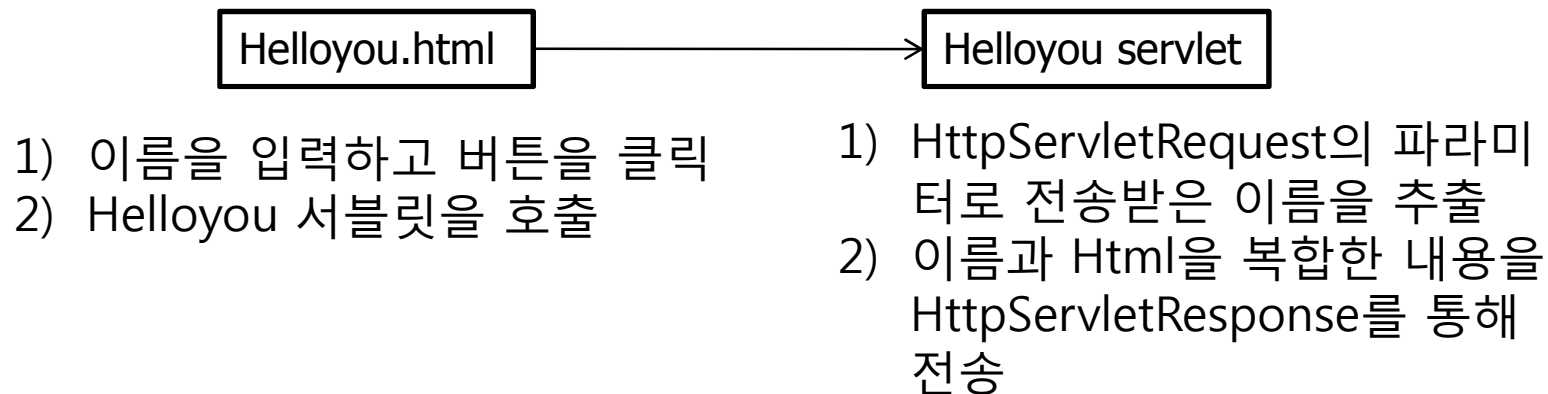 Helloyou.html
Helloyou servlet
1) 이름을 입력하고 버튼을 클릭
2) Helloyou 서블릿을 호출
1) HttpServletRequest의 파라미
터로 전송받은 이름을 추출
2) 이름과 Html을 복합한 내용을
HttpServletResponse를 통해
전송